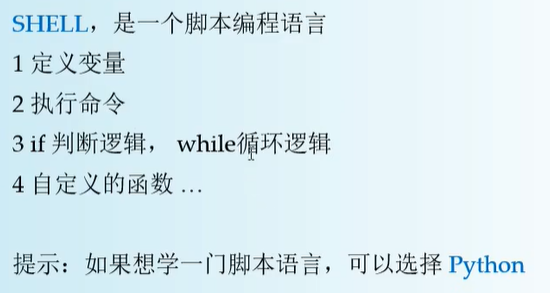 SHELL，是一个脚本编程语言
1 定义变量
2 执行命令
3 if 判断逻辑， while循环逻辑
4 自定义的函数 …
提示：如果想学一门脚本语言，可以选择 Python